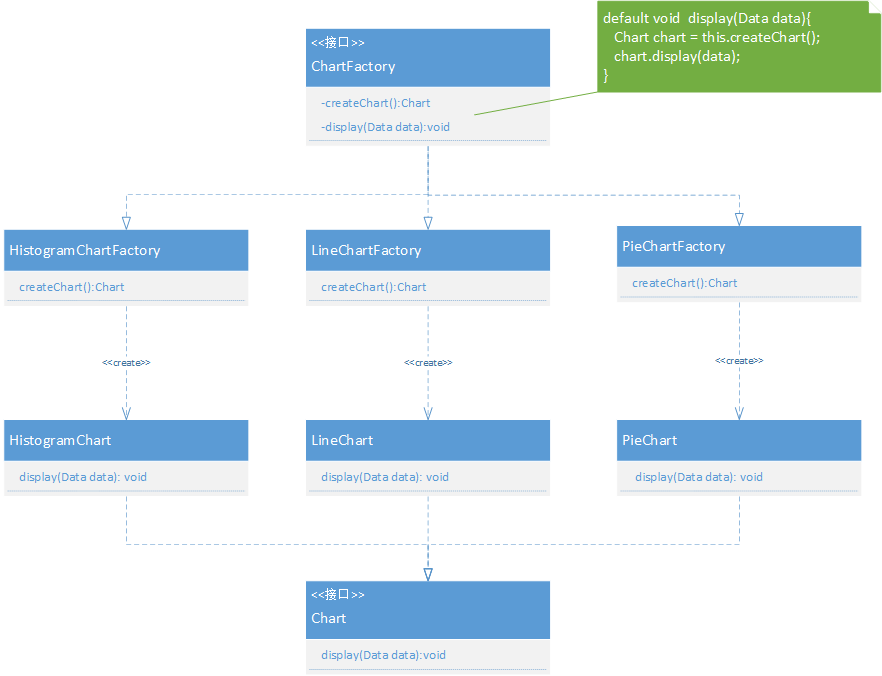 default void  display(Data data){
Chart chart = this.createChart();
chart.display(data);
}
<<接口>>
ChartFactory
-createChart():Chart
-display(Data data):void
HistogramChartFactory
createChart():Chart
LineChartFactory
createChart():Chart
PieChartFactory
createChart():Chart
<<create>>
<<create>>
<<create>>
HistogramChart
display(Data data): void
LineChart
display(Data data): void
PieChart
display(Data data): void
<<接口>>
Chart
display(Data data):void